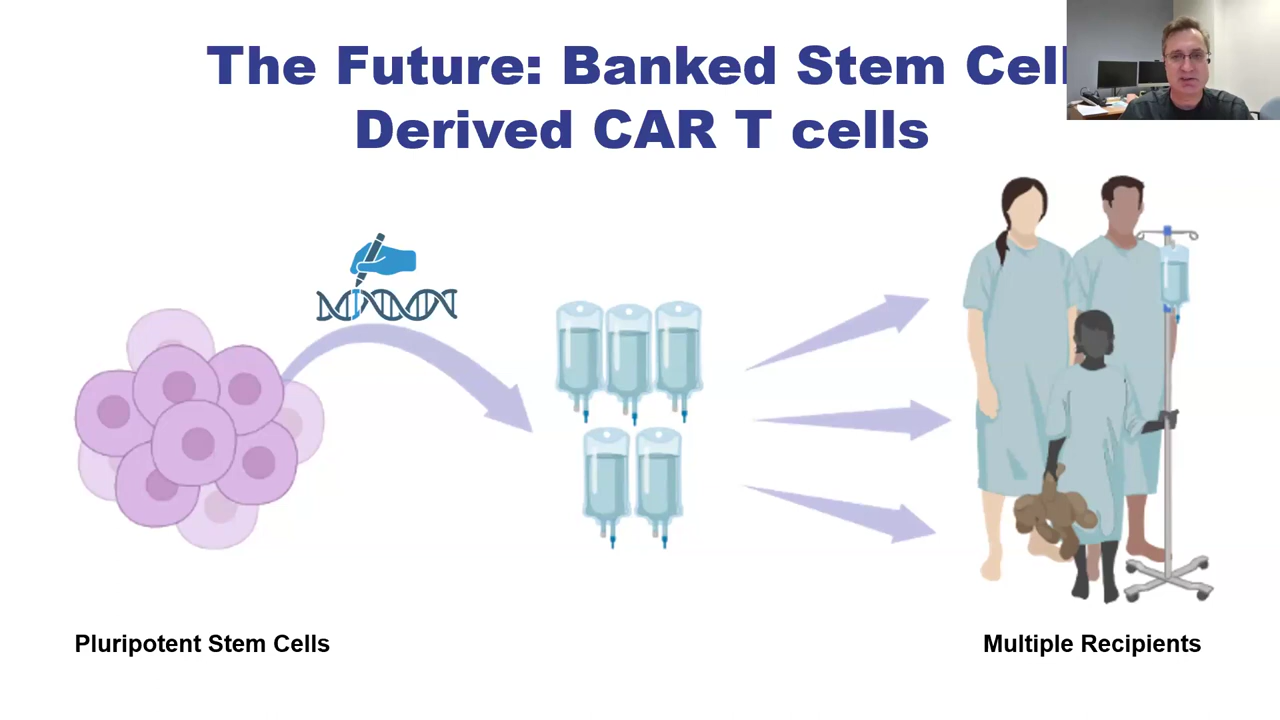 The Future: Banked Stem Cell
Derived CAR T cells
Pluripotent Stem Cells
Multiple Recipients